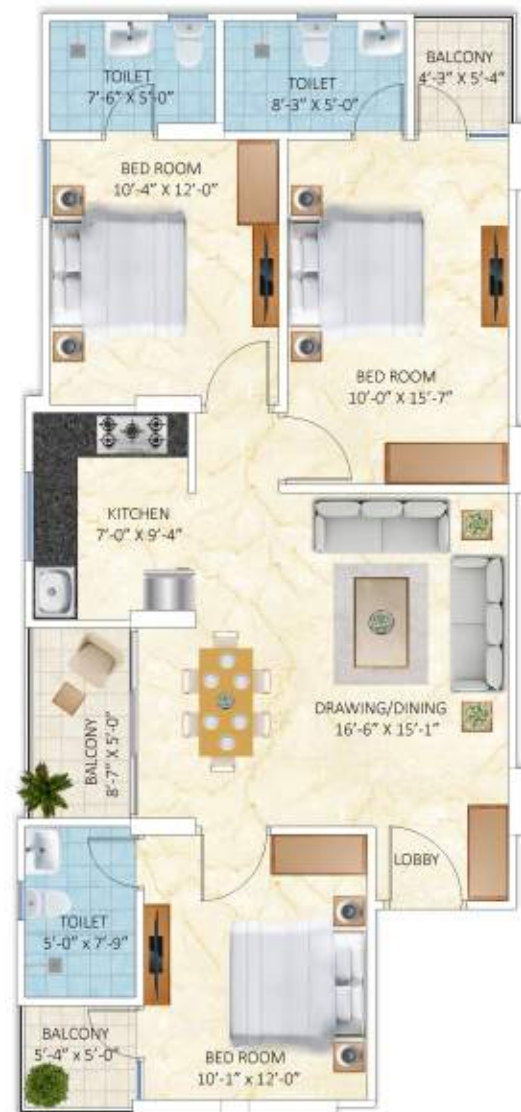 TOILET
7'-6" X 5'-0"
TOILET
8'-3" X 5'-0"
BALCONY
4'-3" X 5'-4"
BED ROOM
10'-4" X 12'-0"
BED ROOM
10'-0" X 15'-7"
KITCHEN
7'-0" X 9'-4"
DRAWING/DINING
16'-6" X 15'-1"
BALCONY
8'-7" X 5'-0"
LOBBY
TOILET
5'-0" x 7'-9"
BALCONY
5'-4" x 5'-0"
BED ROOM
10'-1" x 12'-0"